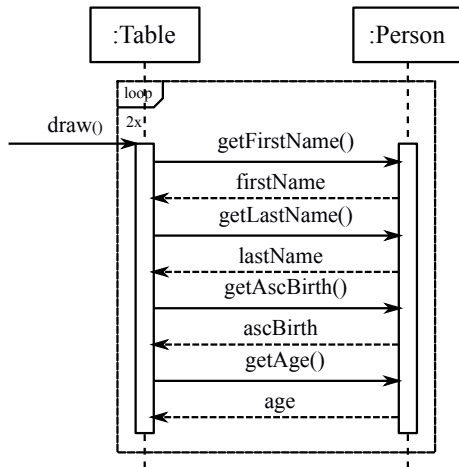 :Table
:Person
loop
2x
draw()
getFirstName()
firstName
getLastName()
lastName
getAscBirth()
ascBirth
getAge()
age